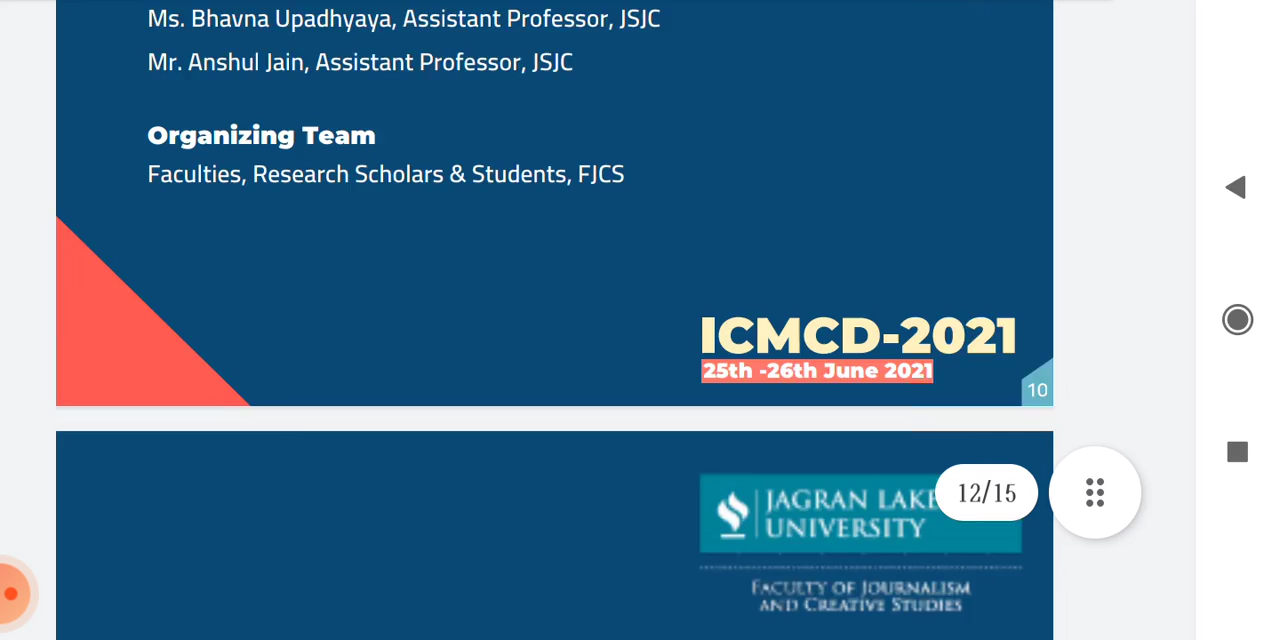 Ms. Bhavna Upadhyaya, Assistant Professor, JSJC
Mr. Anshul Jain, Assistant Professor, JSJC
Organizing Team
Faculties, Research Scholars & Students, FJCS
ICMCD-2021
25th -26th June 2021
10
12/15
JAGRAN LAKE
UNIVERSITY
FACULTY OF JOURNALISM
AND CREATIVE STUDIES